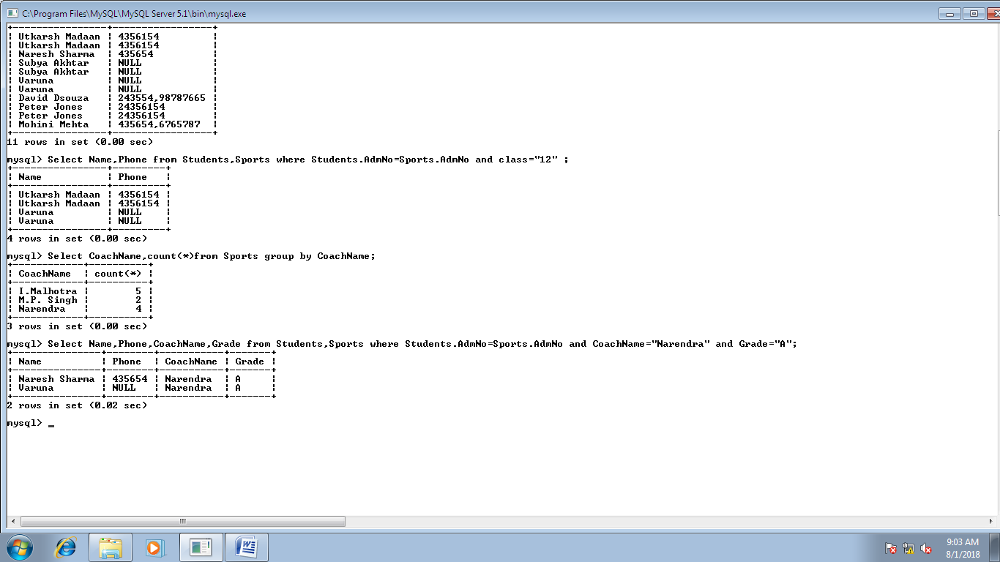 C:\Program Files\MySQL\MySQL Server 5.1\bin\mysql.exe
+-----------------+-----------------+
| Utkarsh Madaan | 4356154 |
| Utkarsh Madaan | 4356154 |
| Naresh Sharma | 435654 |
| Subya Akhtar | NULL |
| Subya Akhtar | NULL |
| Varuna | NULL |
| Varuna | NULL |
| David Dsouza | 243554,98787665 |
| Peter Jones | 24356154 |
| Peter Jones | 24356154 |
| Mohini Mehta | 435654,6765787 |
+----------------+-----------------+
11 rows in set (0.00 sec)
mysql> Select Name,Phone from Students,Sports where Students.AdmNo=Sports.AdmNo and class="12" ;
+----------------+---------+
| Name | Phone |
+----------------+---------+
| Utkarsh Madaan | 4356154 |
| Utkarsh Madaan | 4356154 |
| Varuna | NULL |
| Varuna | NULL |
+----------------+---------+
4 rows in set (0.00 sec)
mysql> Select CoachName,count(*)from Sports group by CoachName;
+------------+----------+
| CoachName | count(*) |
+------------+----------+
| I.Malhotra | 5 |
| M.P. Singh | 2 |
| Narendra | 4 |
+------------+----------+
3 rows in set (0.00 sec)
mysql> Select Name,Phone,CoachName,Grade from Students,Sports where Students.AdmNo=Sports.AdmNo and CoachName="Narendra" and Grade="A";
+---------------+--------+-----------+-------+
| Name | Phone | CoachName | Grade |
+---------------+--------+-----------+-------+
| Naresh Sharma | 435654 | Narendra | A |
| Varuna | NULL | Narendra | A |
+---------------+--------+-----------+-------+
2 rows in set (0.02 sec)
mysql> _
9:03 AM
8/1/2018